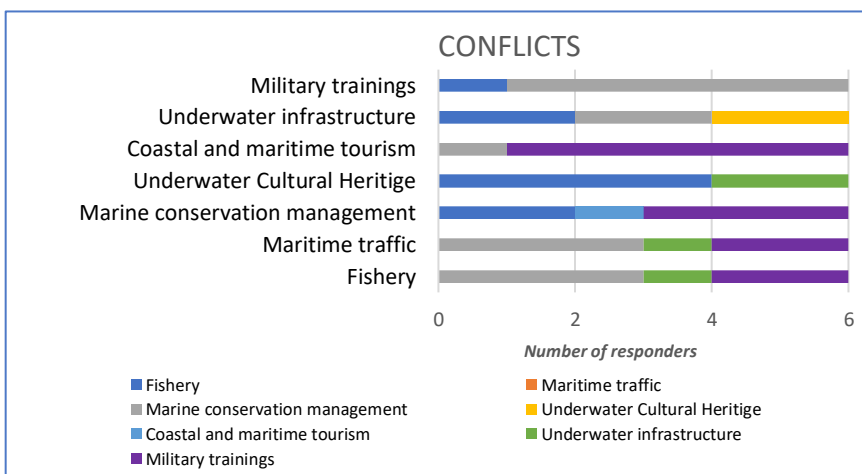 CONFLICTS
Military trainings
Underwater infrastructure
Coastal and maritime tourism
Underwater Cultural Heritige
Marine conservation management
Maritime traffic
Fishery
0 2 4 6
Number of responders
Fishery
Maritime traffic
Marine conservation management
Underwater Cultural Heritige
Coastal and maritime tourism
Underwater infrastructure
Military trainings